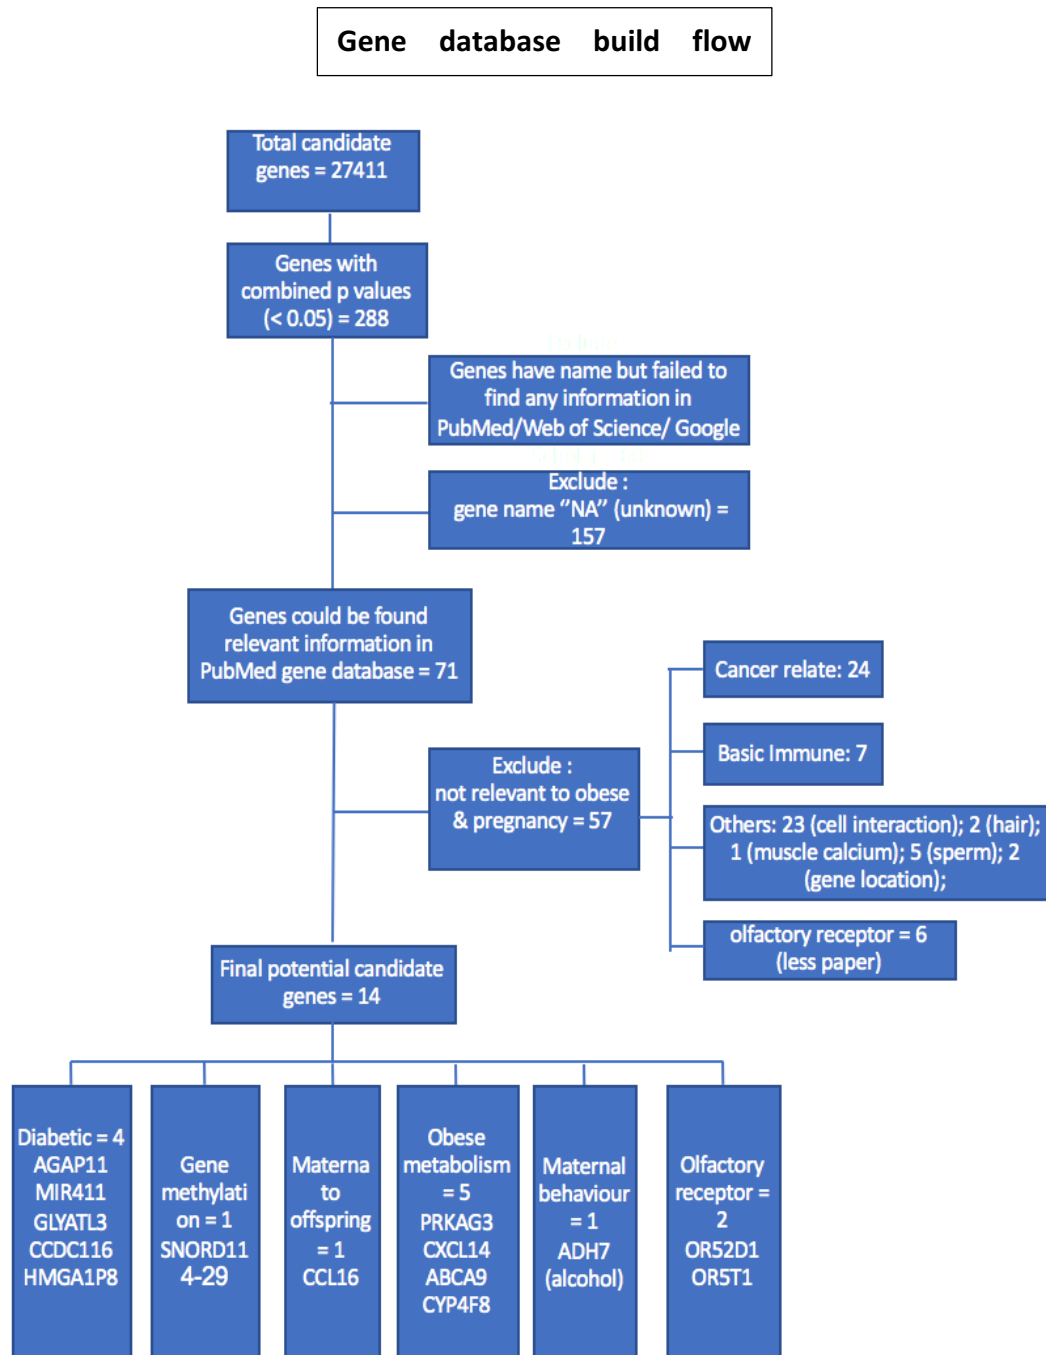 Gene database build flow
Total candidate
genes = 27411
Genes with
combined p values
(< 0.05) = 288
Genes have name but failed to
find any information in
PubMed/Web of Science/ Google
Exclude :
gene name ‘’NA’’ (unknown) =
157
Genes could be found
relevant information in
PubMed gene database = 71
Exclude :
not relevant to obese
& pregnancy = 57
Cancer relate: 24
Basic Immune: 7
Others: 23 (cell interaction); 2 (hair);
1 (muscle calcium); 5 (sperm); 2
(gene location);
olfactory receptor = 6
(less paper)
Final potential candidate
genes = 14
Diabetic = 4
AGAP11
MIR411
GLYATL3
CCDC116
HMGA1P8
Gene
methylati
on = 1
SNORD11
4-29
Materna
to
offspring
= 1
CCL16
Obese
metabolism
= 5
PRKAG3
CXCL14
ABCA9
CYP4F8
Maternal
behaviour
= 1
ADH7
(alcohol)
Olfactory
receptor =
2
OR52D1
OR5T1